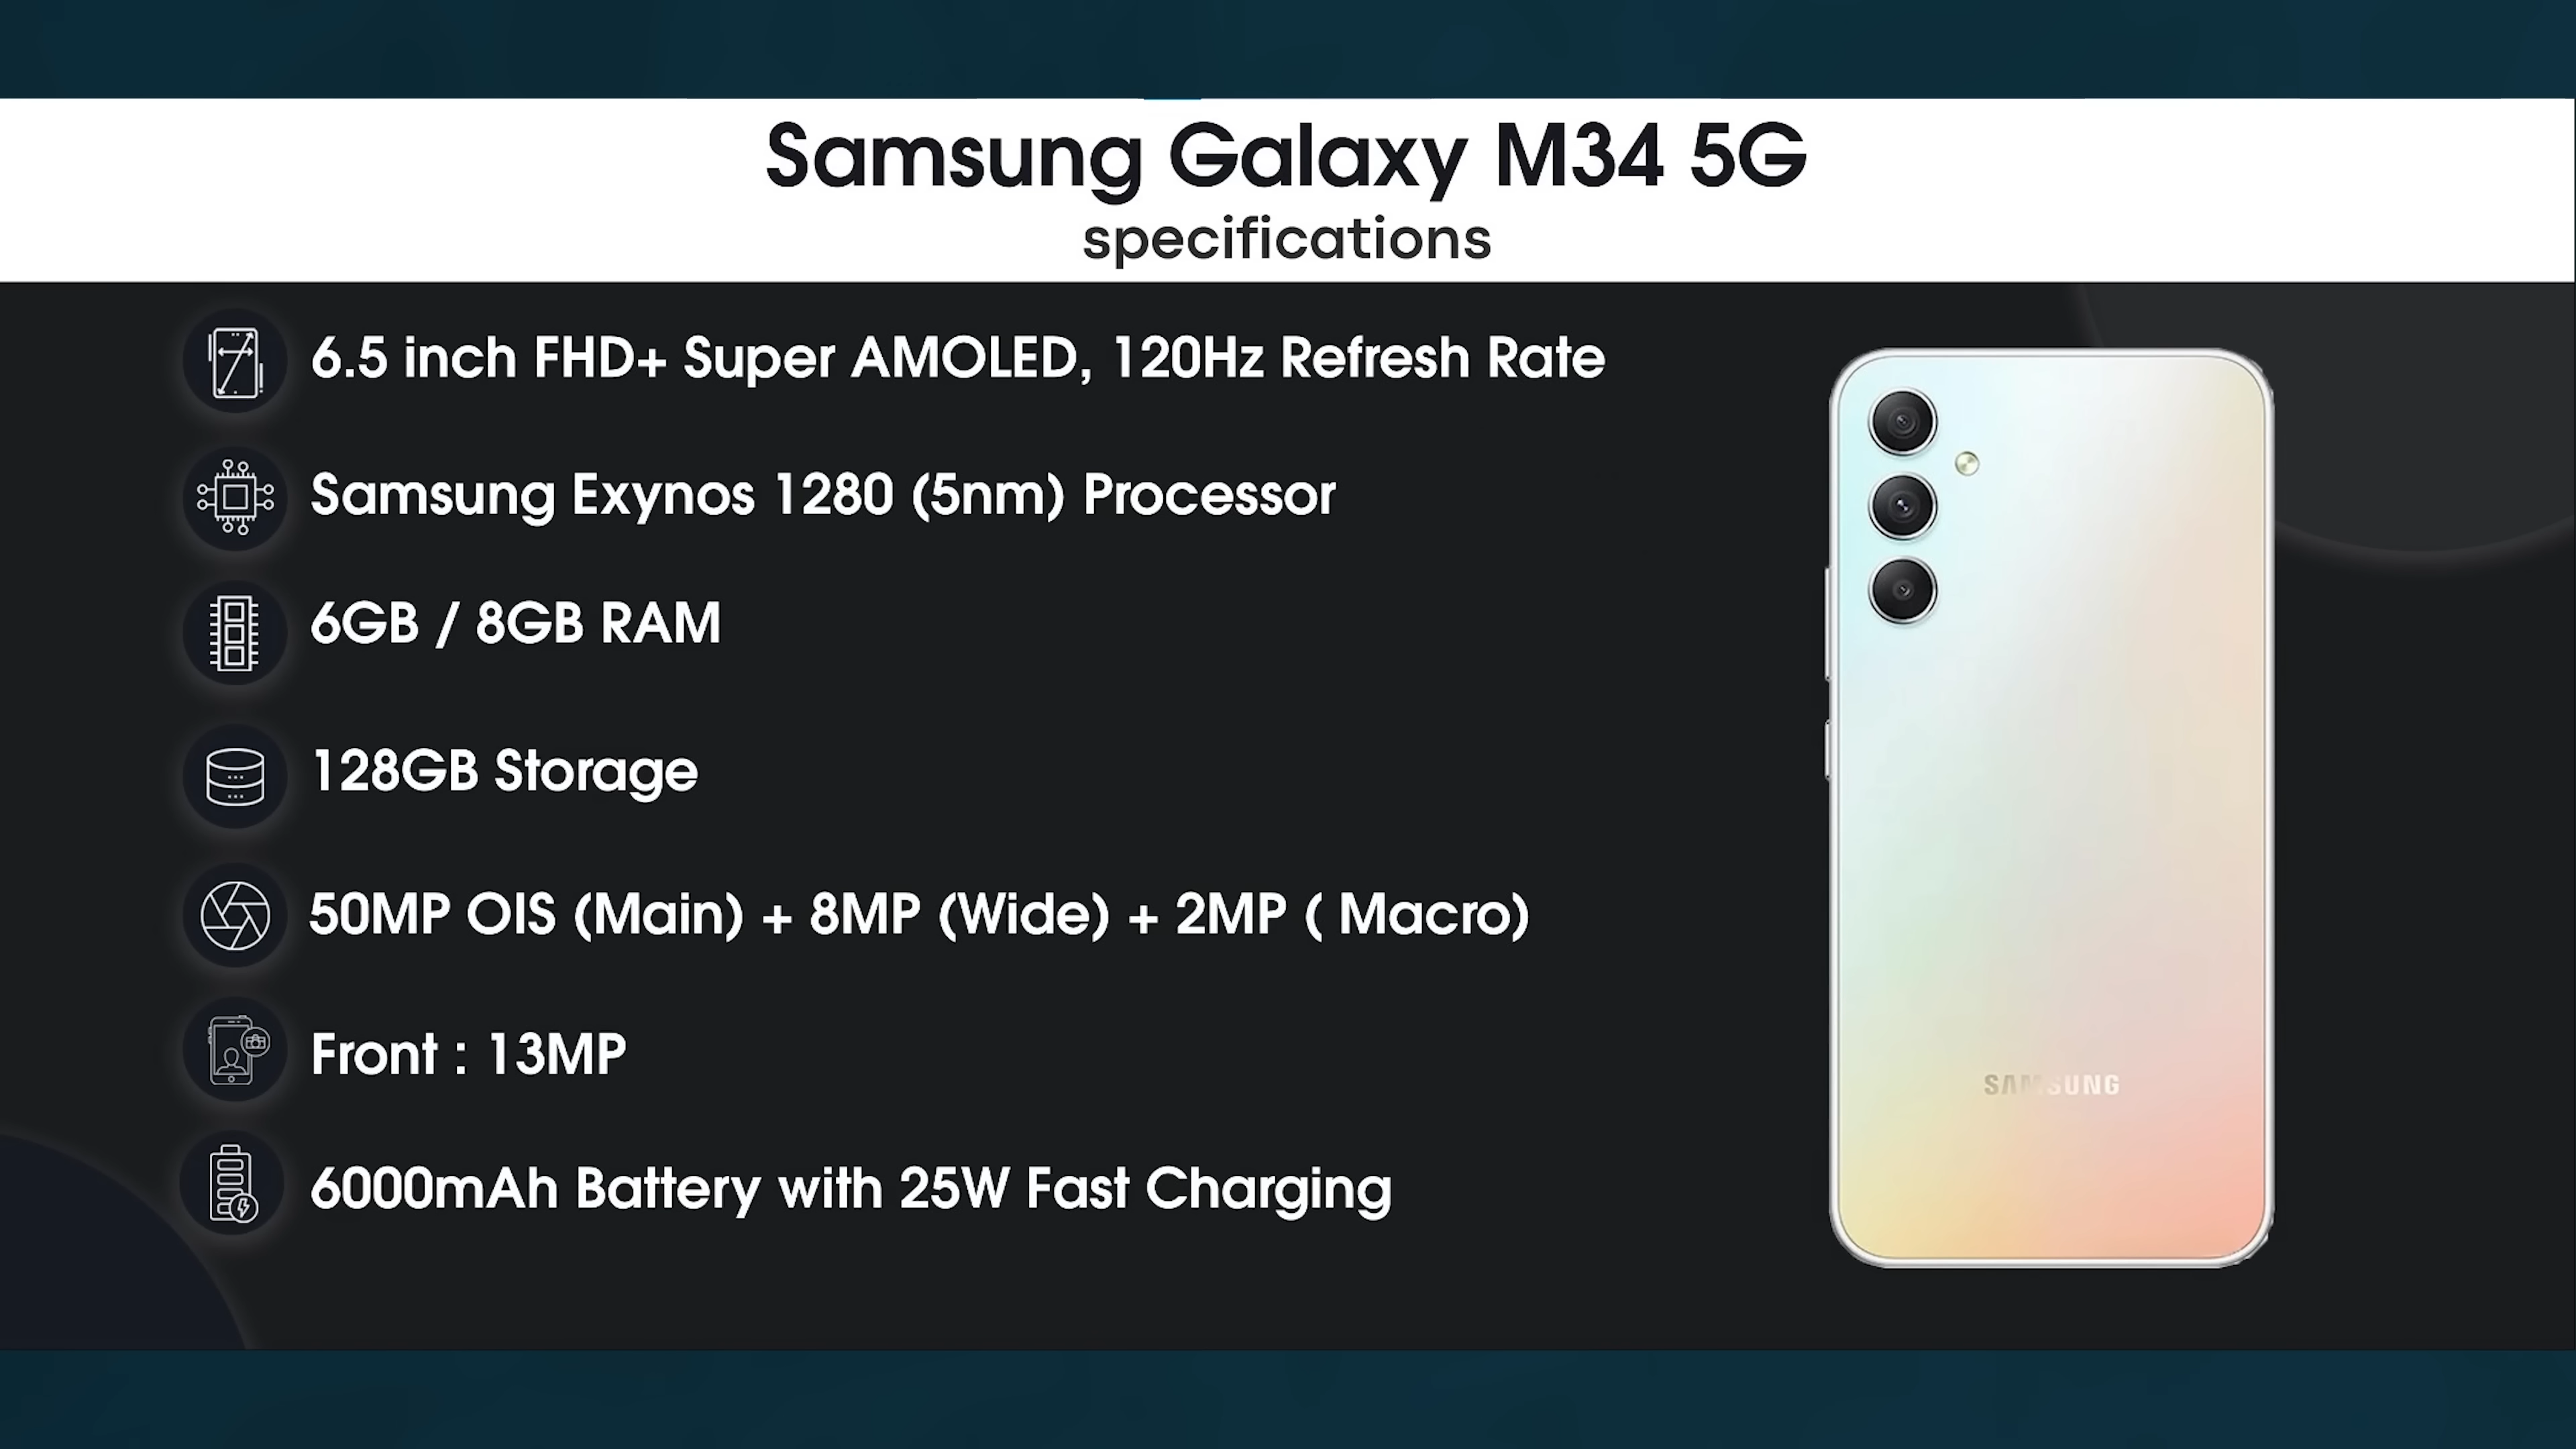 Samsung Galaxy M34 5G
specifications
6.5 inch FHD+ Super AMOLED, 120Hz Refresh Rate
Samsung Exynos 1280 (5nm) Processor
6GB / 8GB RAM
128GB Storage
50MP OIS (Main) + 8MP (Wide) + 2MP ( Macro)
Front : 13MP
6000mAh Battery with 25W Fast Charging
SAMSUNG